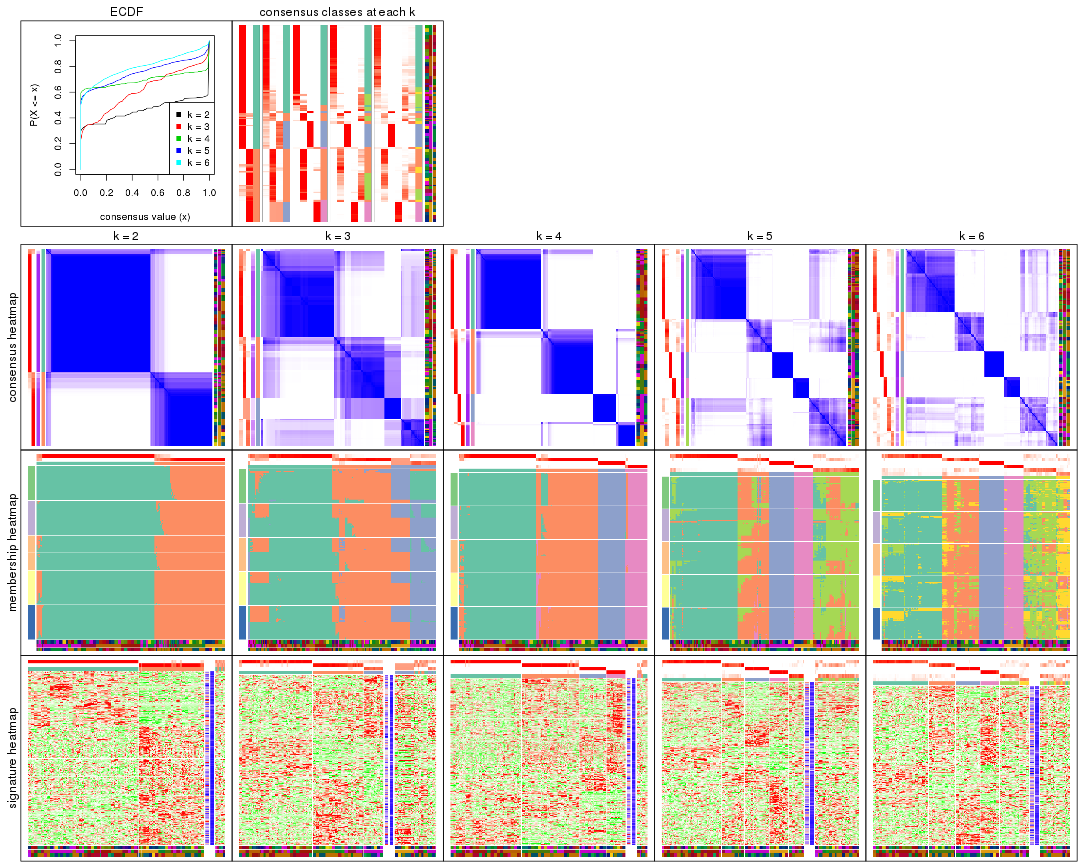 ECDF
consensus classes at each k
P(X <= x)
0.0 0.2 0.4 0.6 0.8 1.0
k = 2
k = 3
k = 4
k = 5
k = 6
0.0 0.2 0.4 0.6 0.8 1.0
consensus value (x)
k = 2
k = 3
k = 4
k = 5
k = 6
consensus heatmap
membership heatmap
signature heatmap